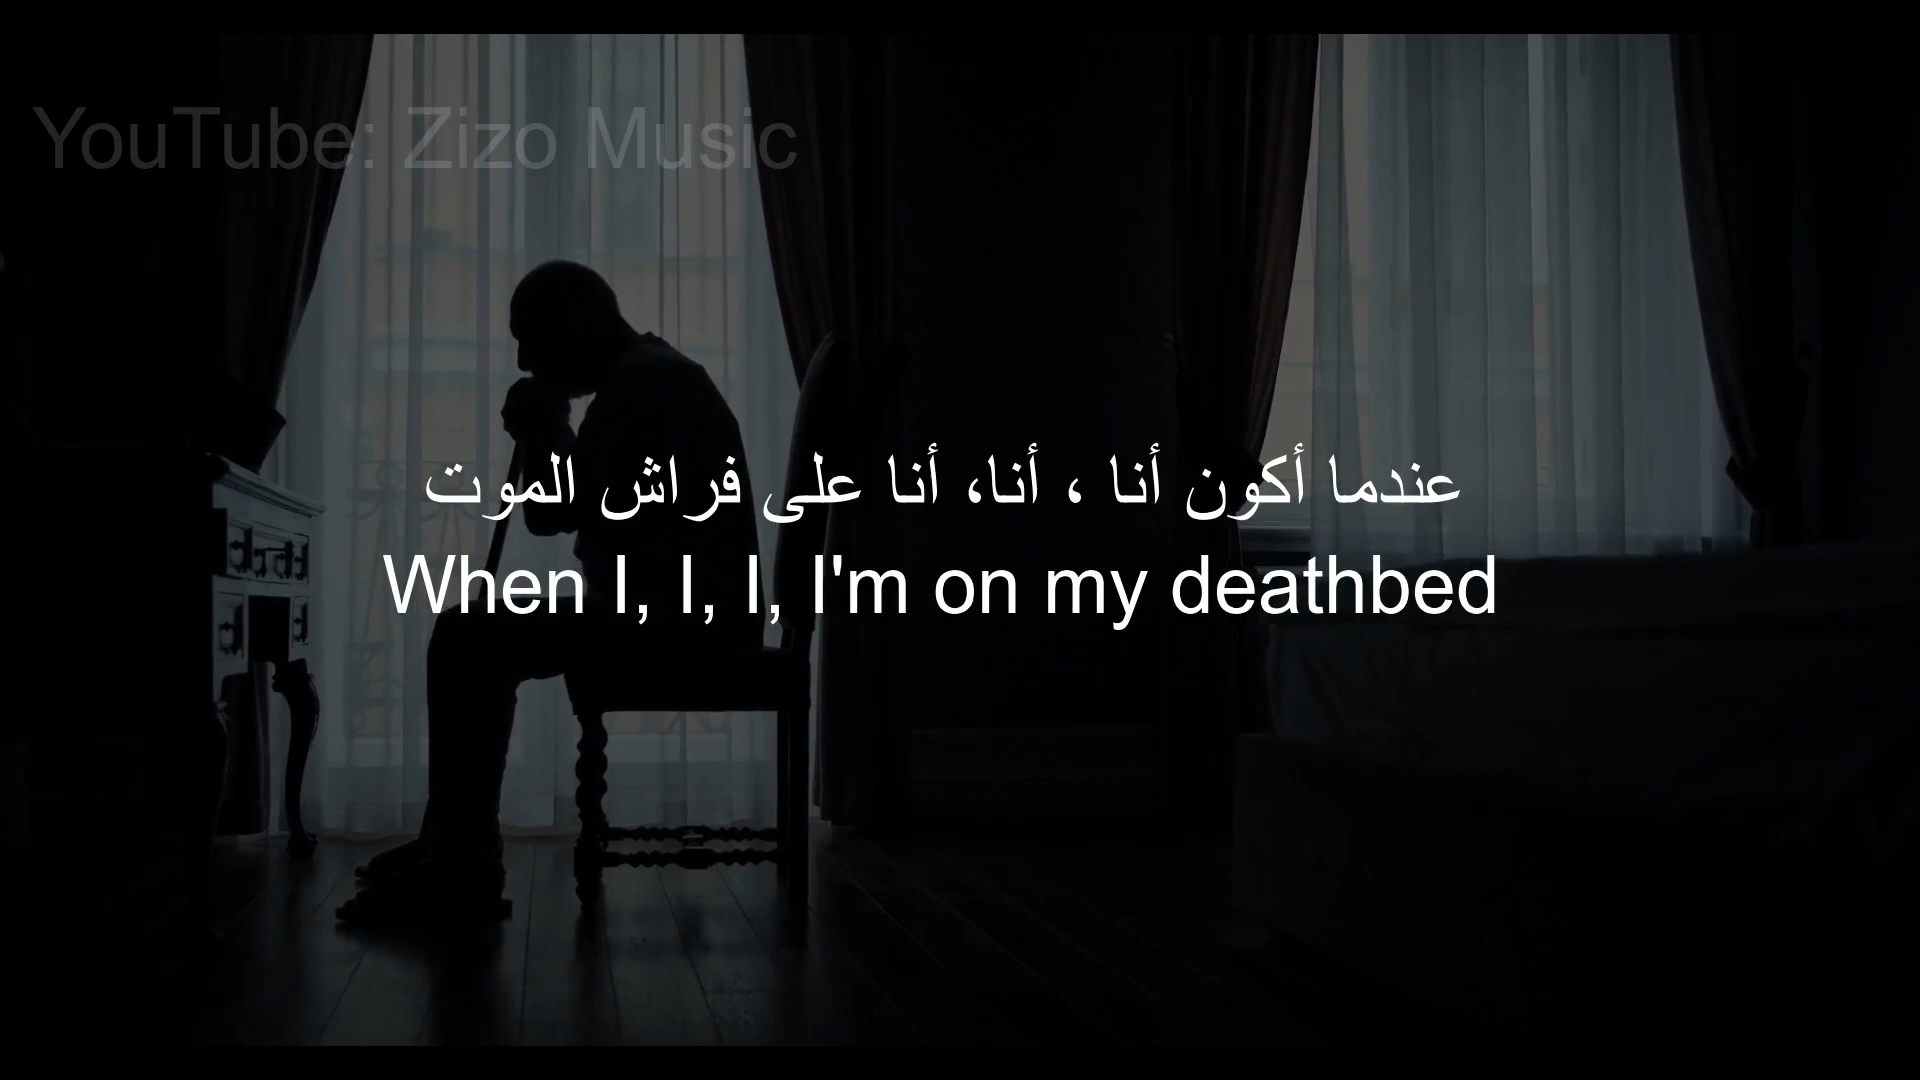 YouTube: Zizo Music
عندما أكون أنا ، أنا، أنا على فراش الموت
When I, I, I, I'm on my deathbed